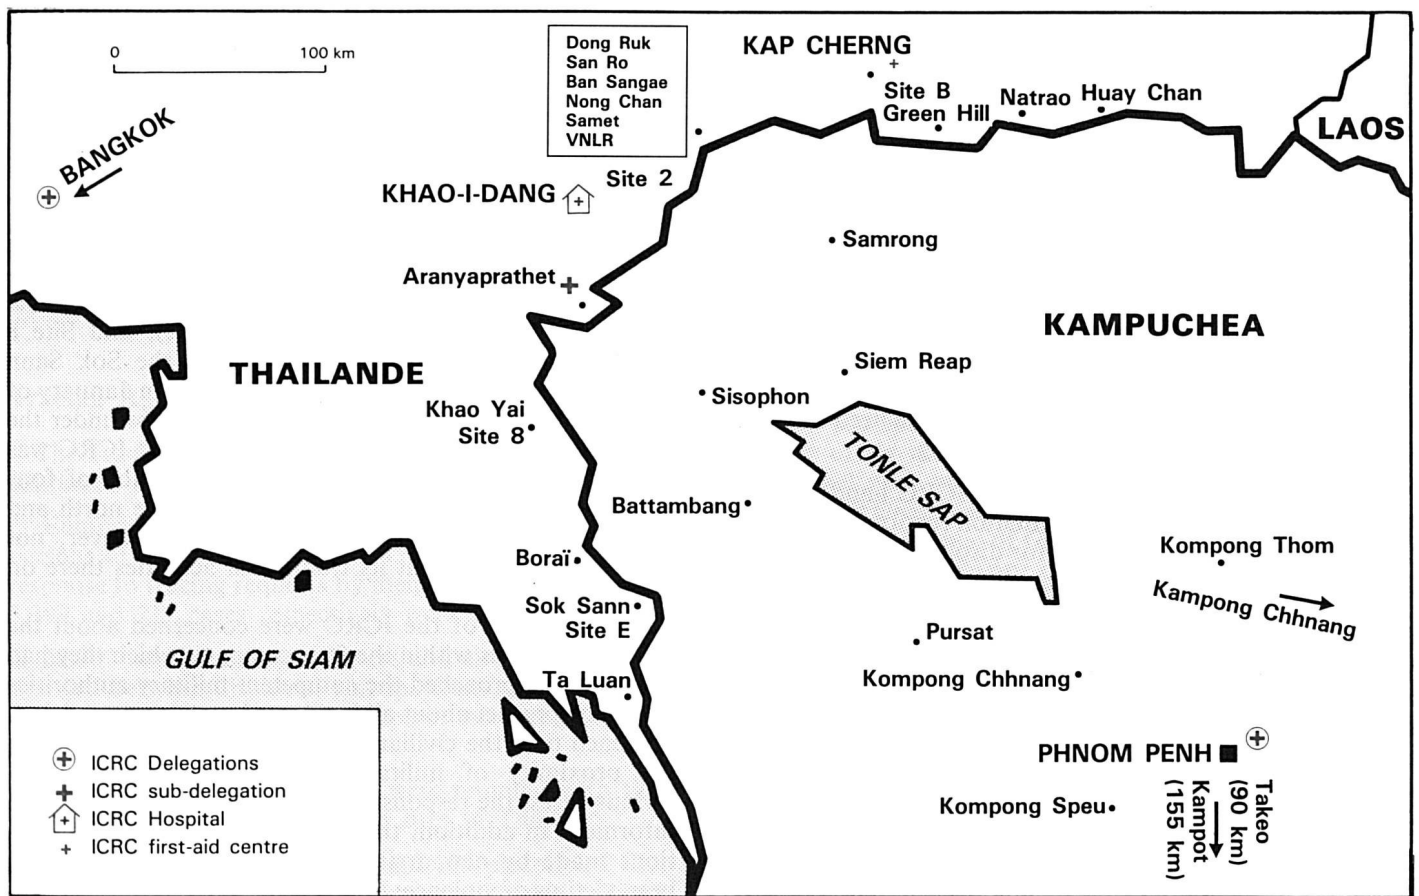 0 100 km
Dong Ruk
San Ro
Ban Sangae
Nong Chan
Samet
VNLR
KAP CHERNG
Site B
Green Hill
Natrao
Huay Chan
LAOS
BANGKOK
KHAO-I-DANG
Site 2
Samrong
Aranyaprathet
KAMPUCHEA
THAILANDE
Siem Reap
Sisophon
Khao Yai
Site 8
TONLE SAP
Battambang
Boraï
Kompong Thom
Kampong Chhnang
Sok Sann
Site E
Pursat
GULF OF SIAM
Ta Luan
Kompong Chhnang
PHNOM PENH
Kompong Speu
Takeo
(90 km)
Kampot
(155 km)
ICRC Delegations
ICRC sub-delegation
ICRC Hospital
ICRC first-aid centre